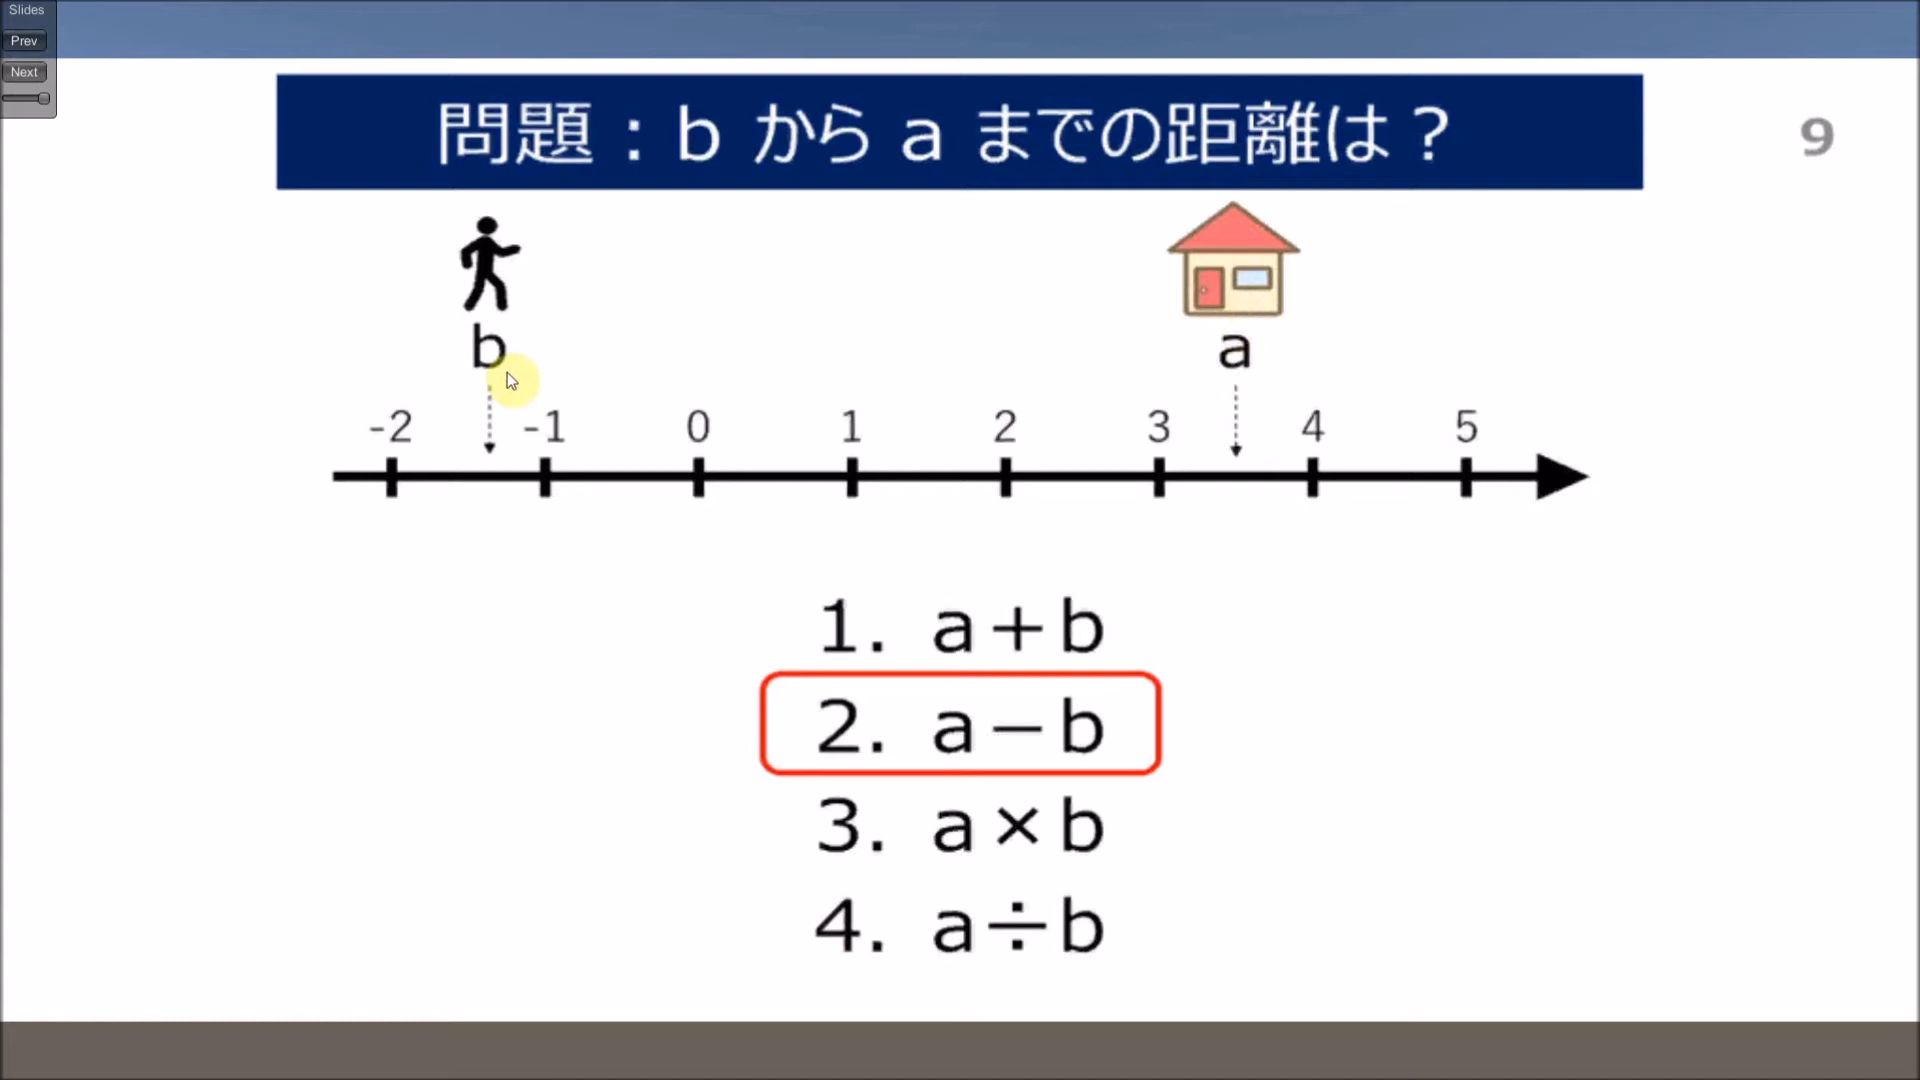 Slides
Prev
Next
問題：b から a までの距離は？
9
b
a
-2 -1 0 1 2 3 4 5
1. a＋b
2. a－b
3. a×b
4. a÷b